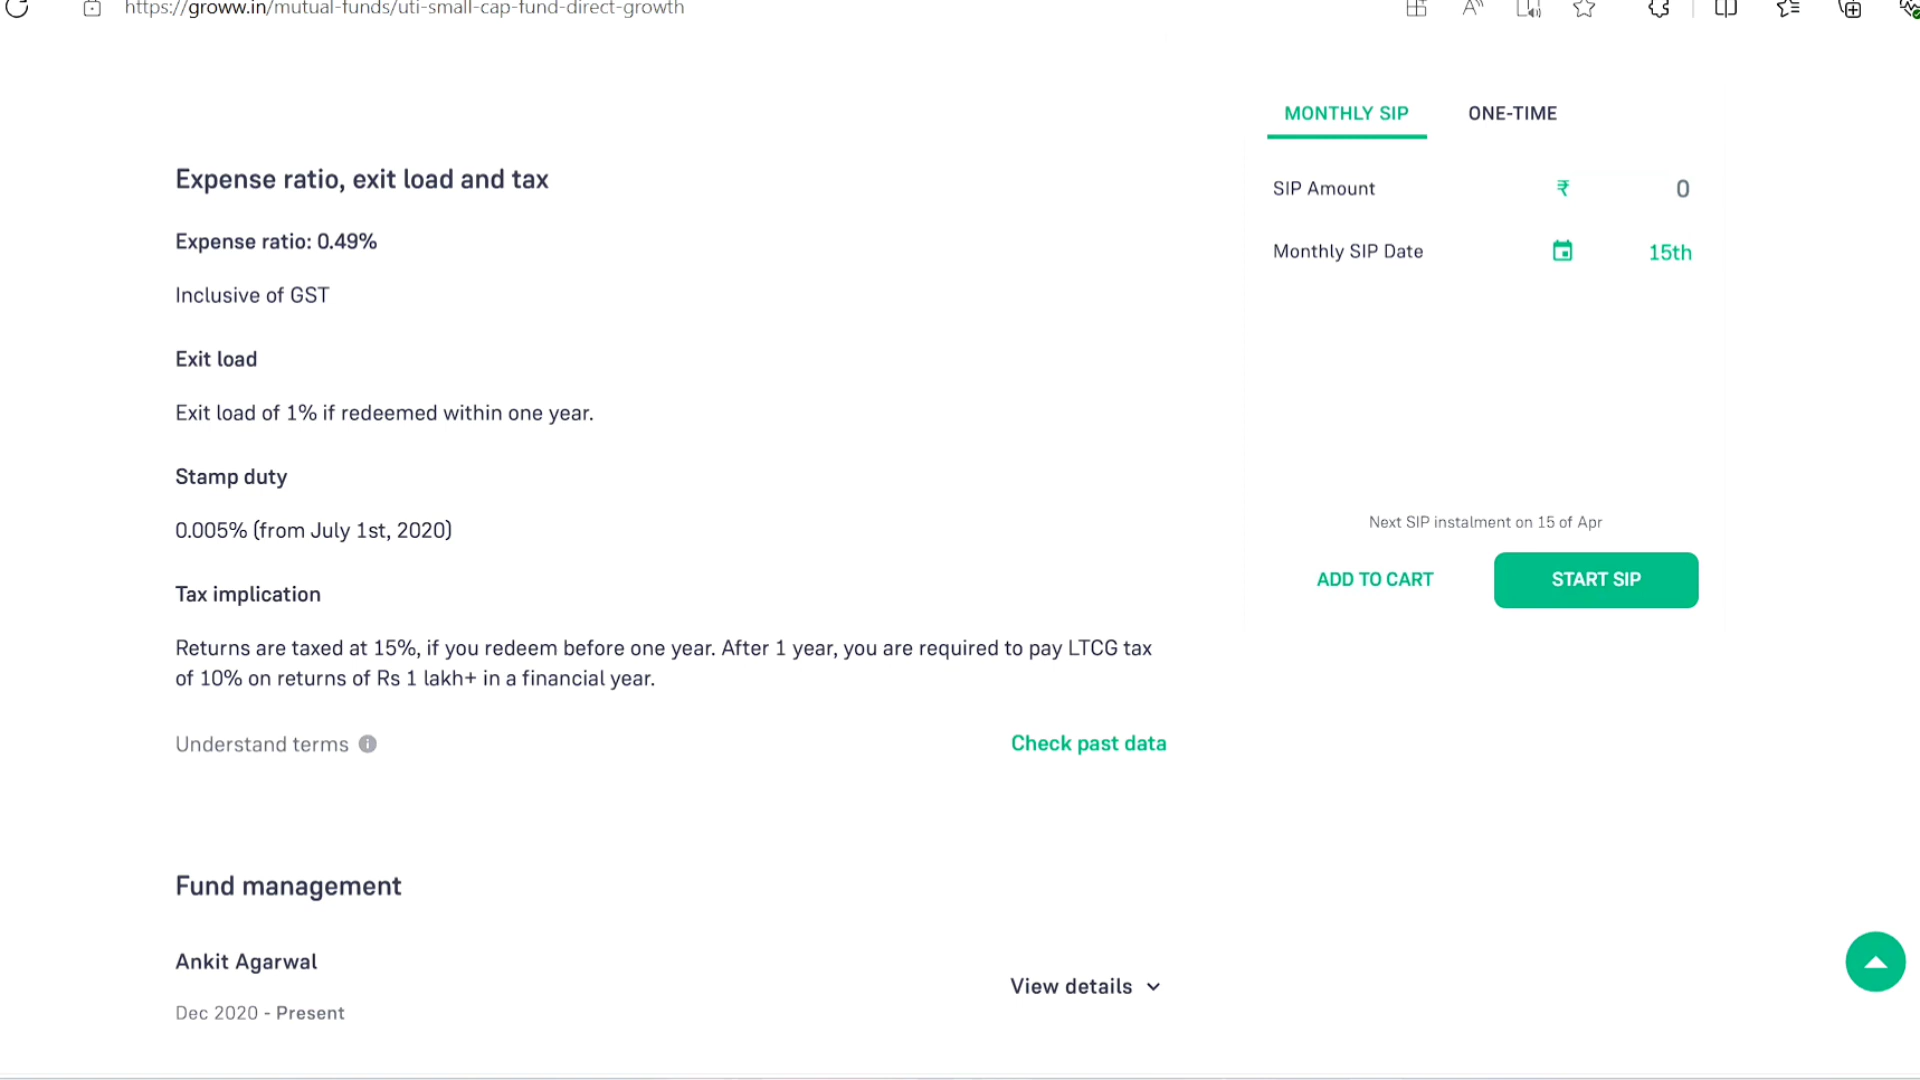 https://groww.in/mutual-funds/uti-small-cap-fund-direct-growth
MONTHLY SIP
ONE-TIME
Expense ratio, exit load and tax
SIP Amount
₹
0
Expense ratio: 0.49%
Monthly SIP Date
15th
Inclusive of GST
Exit load
Exit load of 1% if redeemed within one year.
Stamp duty
0.005% (from July 1st, 2020)
Next SIP instalment on 15 of Apr
ADD TO CART
START SIP
Tax implication
Returns are taxed at 15%, if you redeem before one year. After 1 year, you are required to pay LTCG tax
of 10% on returns of Rs 1 lakh+ in a financial year.
Understand terms
Check past data
Fund management
Ankit Agarwal
View details
Dec 2020 - Present